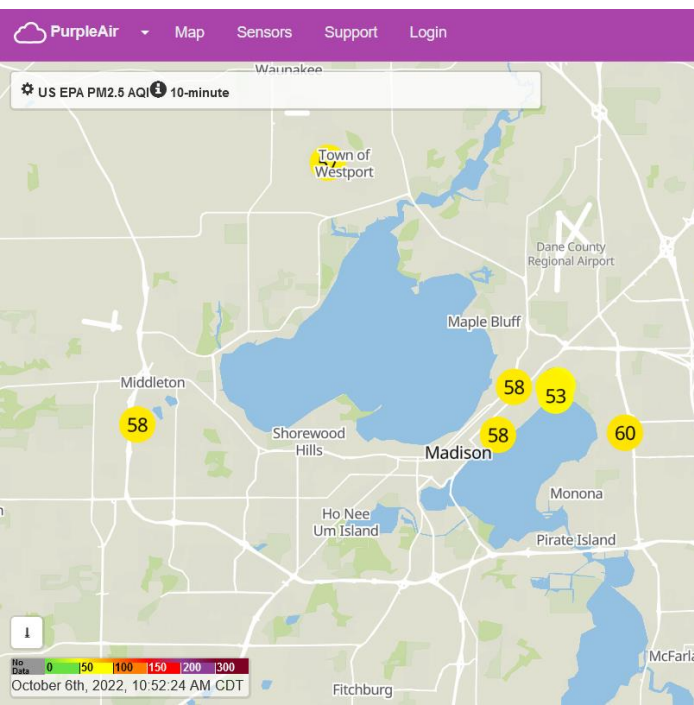 PurpleAir Map Sensors Support Login
Waunakee
US EPA PM2.5 AQI 10-minute
Town of
Westport
Dane County
Regional Airport
Maple Bluff
Middleton
58
53
58
Shorewood
Hills
58
60
Madison
Monona
Ho Nee
Um Island
Pirate Island
McFarla
No
Data 0 50 100 150 200 300
October 6th, 2022, 10:52:24 AM CDT
Fitchburg